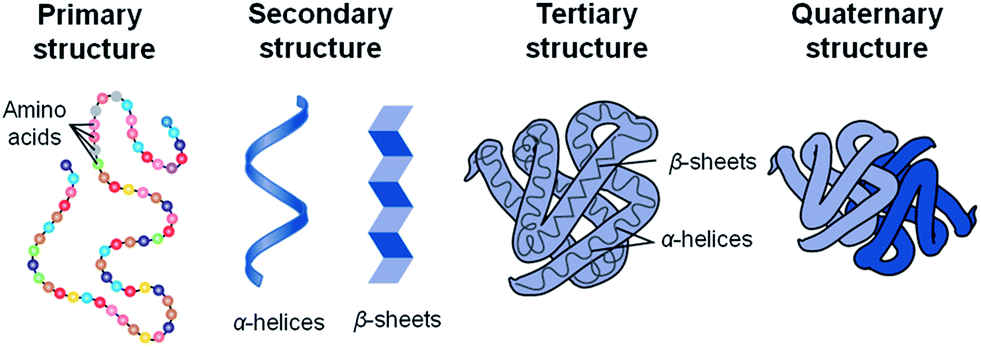 Primary
structure
Secondary
structure
Tertiary
structure
Quaternary
structure
Amino
acids
α-helices
β-sheets
β-sheets
α-helices